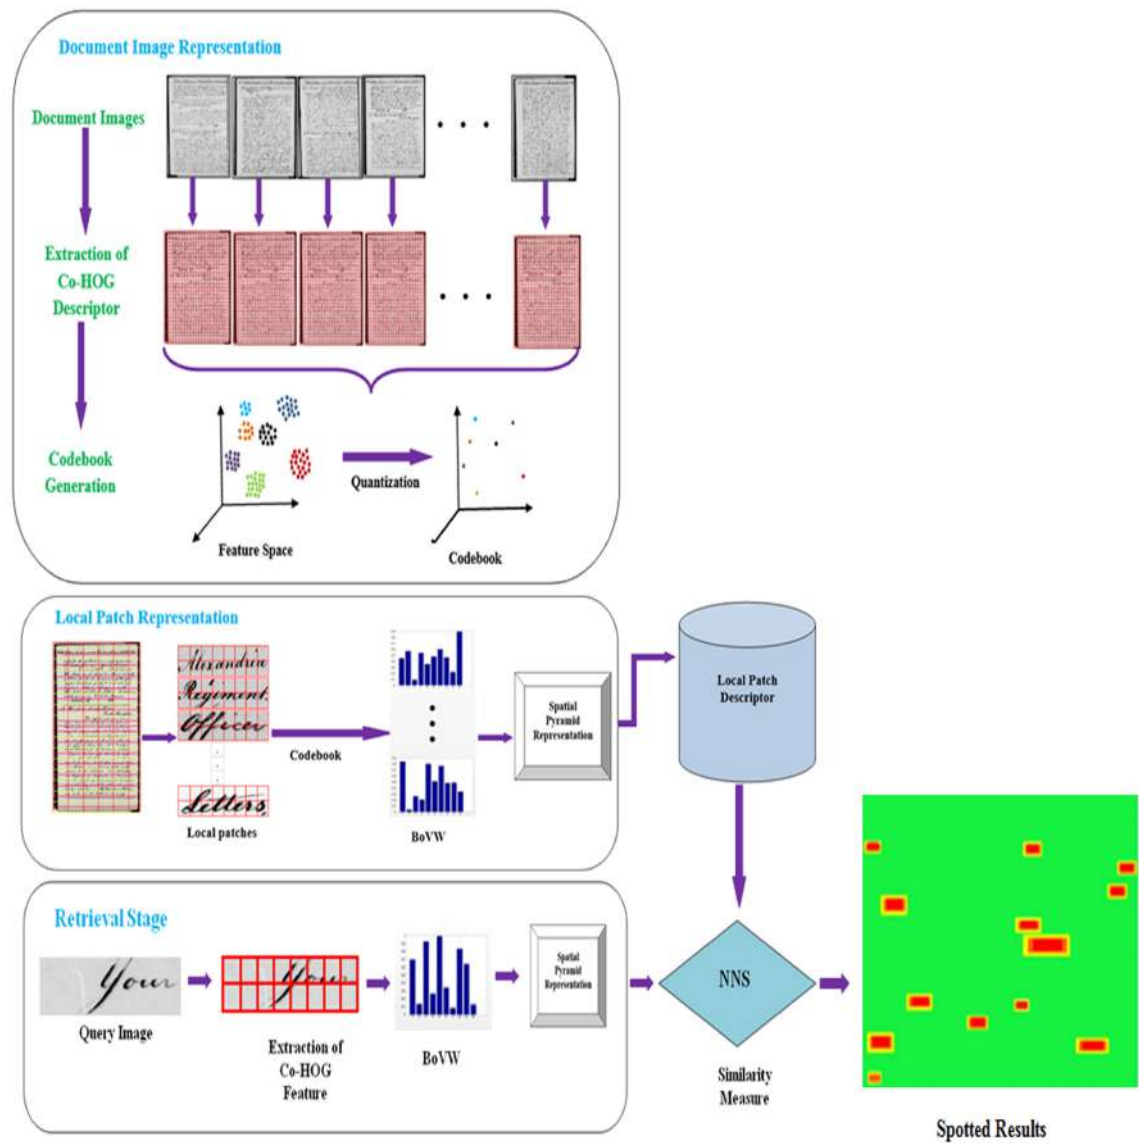 Document Image Representation
Document Images
Extraction of
Co-HOG
Descriptor
Codebook
Generation
Quantization
Feature Space
Codebook
Local Patch Representation
Alexandria
Regiment.
Officer
Letters,
Local patches
Codebook
BoVW
Spatial
Pyramid
Representation
Local Patch
Descriptor
Retrieval Stage
Your
Query Image
Your
Extraction of
Co-HOG
Feature
BoVW
Spatial
Pyramid
Representation
NNS
Similarity
Measure
Spotted Results